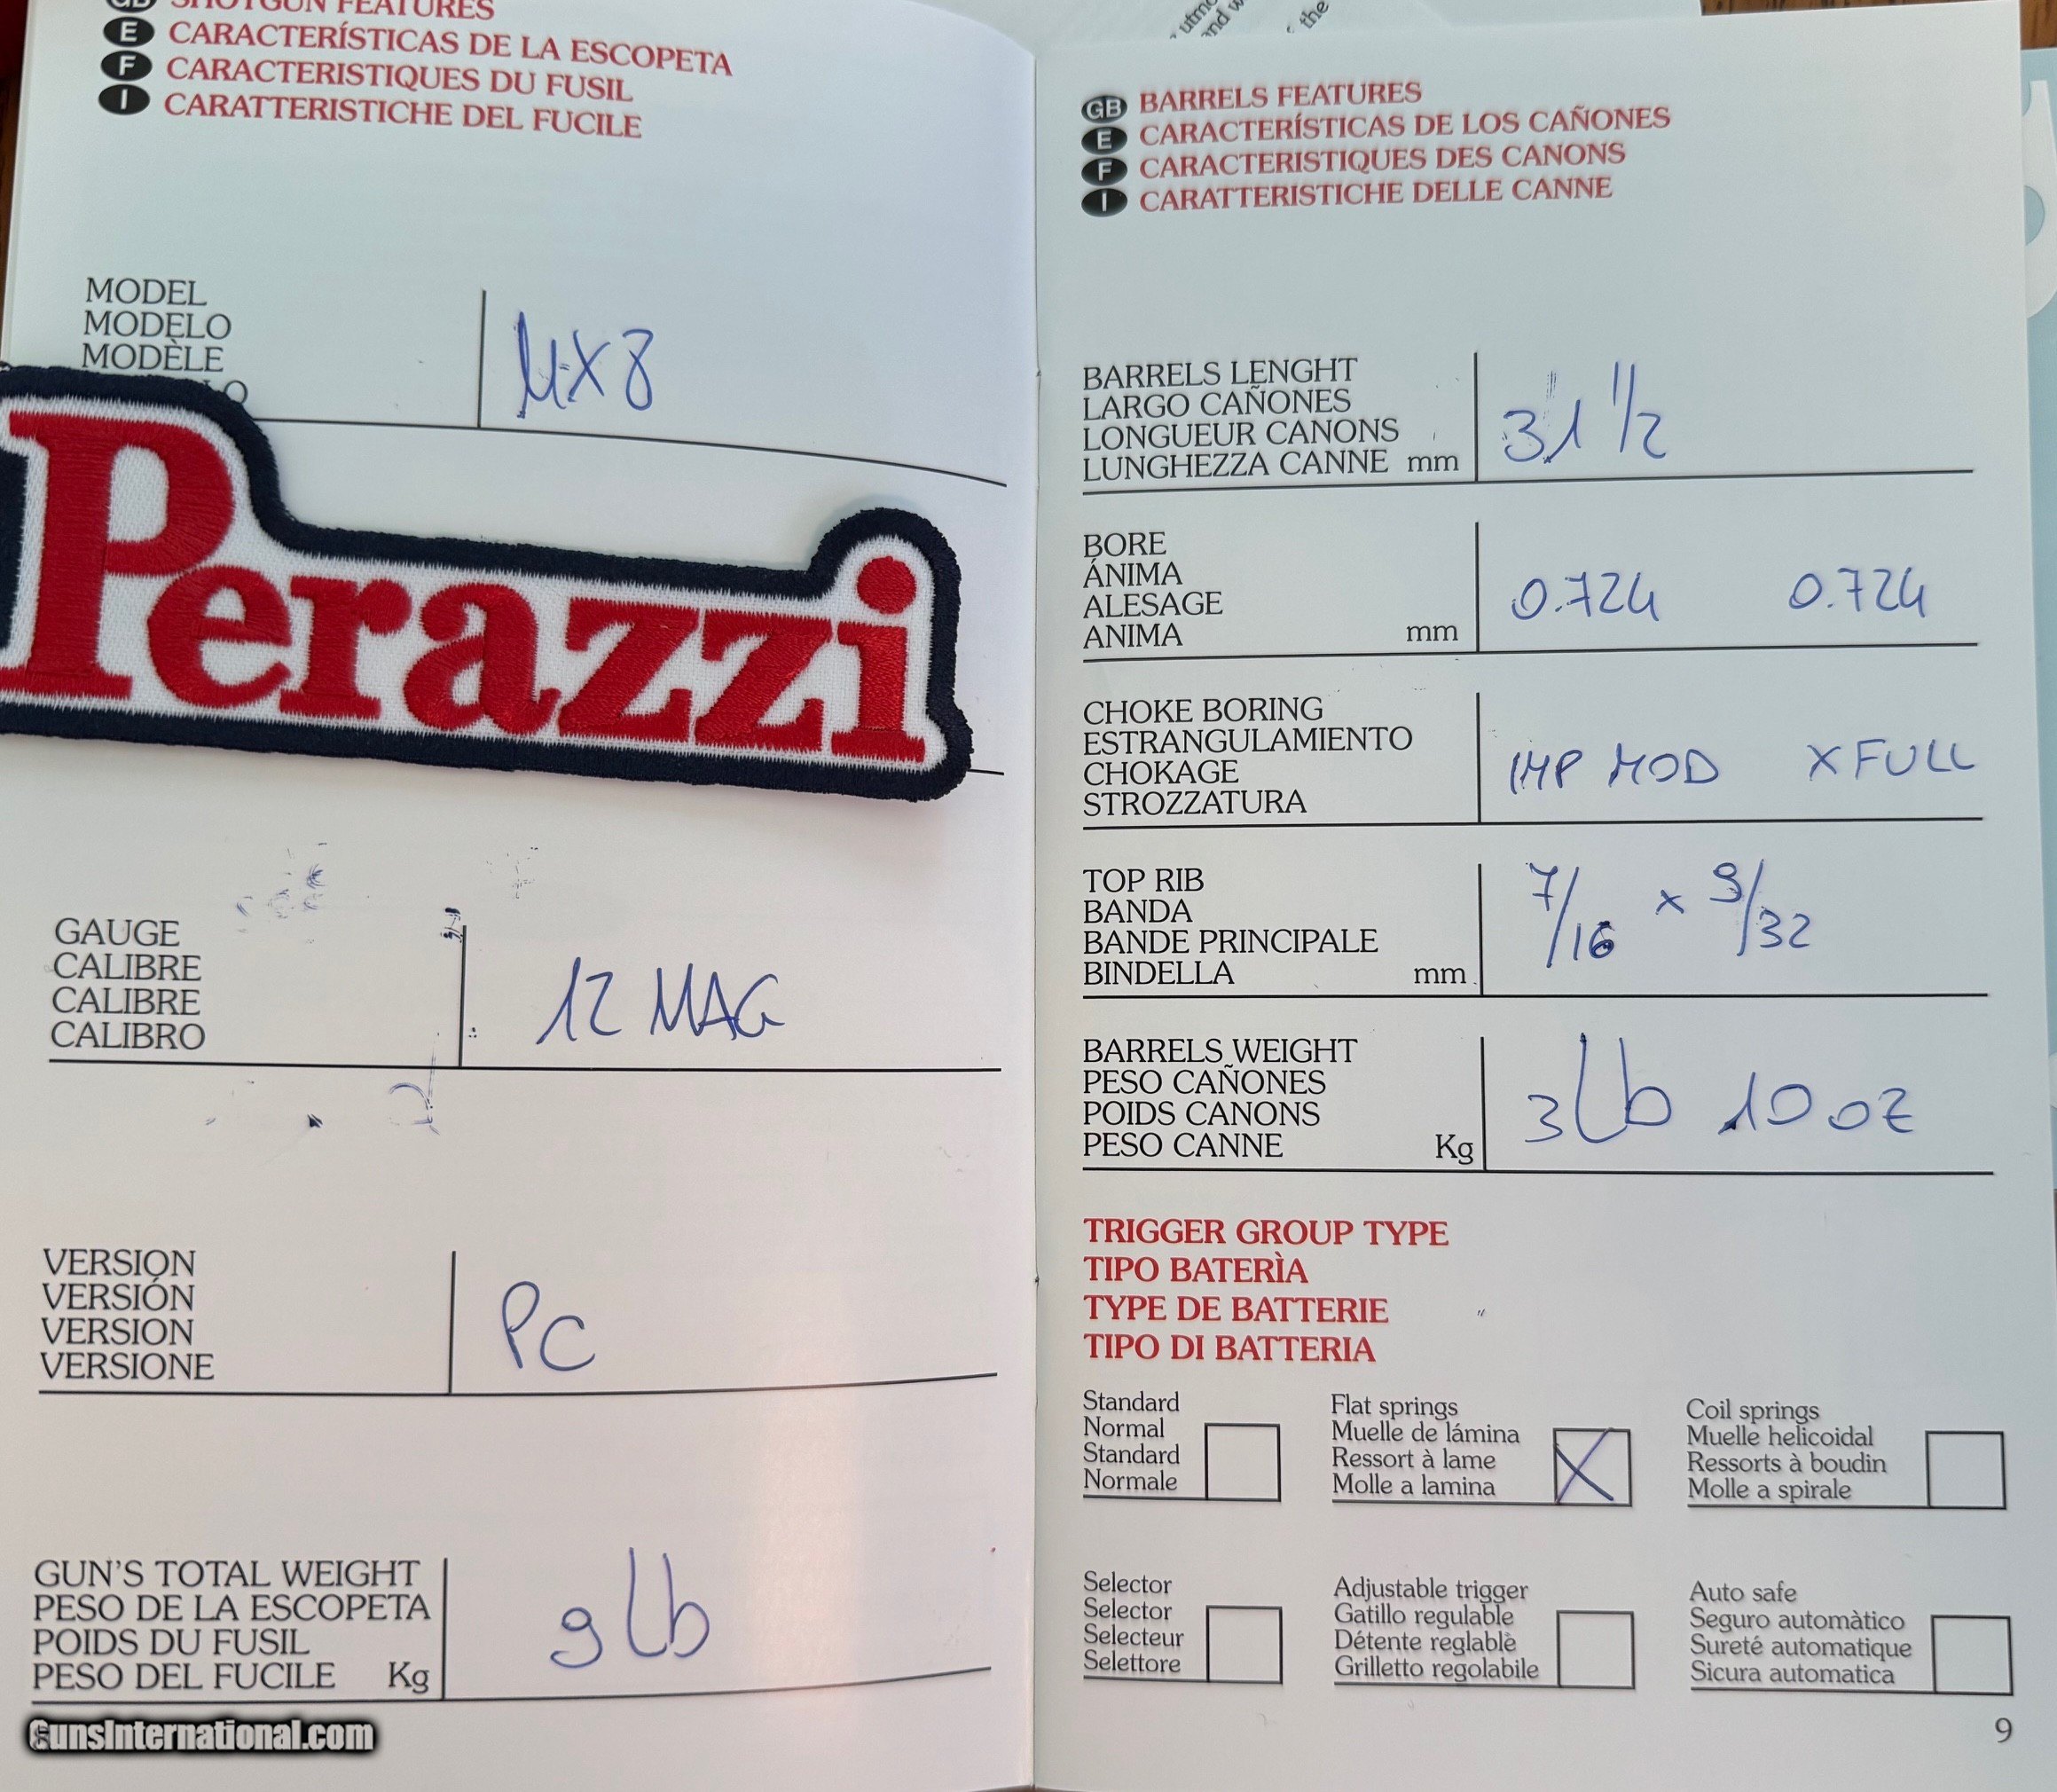 GB SHOTGUN FEATURES
E CARACTERÍSTICAS DE LA ESCOPETA
F CARACTERISTIQUES DU FUSIL
I CARATTERISTICHE DEL FUCILE
MODEL
MODELO
MODÈLE
LO
MX8
Perazzi
GAUGE
CALIBRE
CALIBRE
CALIBRO
12 MAG
VERSION
VERSIÓN
VERSION
VERSIONE
PC
GUN'S TOTAL WEIGHT
PESO DE LA ESCOPETA
POIDS DU FUSIL
PESO DEL FUCILE Kg
9 Lb
GunsInternational.com
utmo
and w
the
GB BARRELS FEATURES
E CARACTERÍSTICAS DE LOS CAÑONES
F CARACTERISTIQUES DES CANONS
I CARATTERISTICHE DELLE CANNE
BARRELS LENGHT
LARGO CAÑONES
LONGUEUR CANONS
LUNGHEZZA CANNE mm
31 1/2
BORE
ÁNIMA
ALESAGE
ANIMA mm
0.724 0.724
CHOKE BORING
ESTRANGULAMIENTO
CHOKAGE
STROZZATURA
IMP MOD X FULL
TOP RIB
BANDA
BANDE PRINCIPALE
BINDELLA mm
7/16 x 9/32
BARRELS WEIGHT
PESO CAÑONES
POIDS CANONS
PESO CANNE Kg
3 Lb 10 oz
TRIGGER GROUP TYPE
TIPO BATERÌA
TYPE DE BATTERIE
TIPO DI BATTERIA
Standard
Normal
Standard
Normale
Flat springs
Muelle de lámina
Ressort à lame
Molle a lamina
X
Coil springs
Muelle helicoidal
Ressorts à boudin
Molle a spirale
Selector
Selector
Selecteur
Selettore
Adjustable trigger
Gatillo regulable
Détente reglablè
Grilletto regolabile
Auto safe
Seguro automàtico
Sureté automatique
Sicura automatica
9